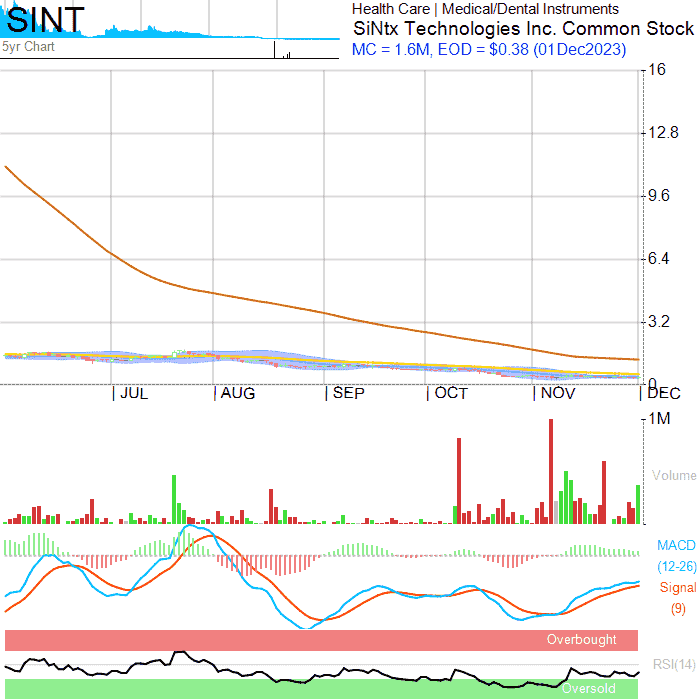 SINT
5yr Chart
Health Care | Medical/Dental Instruments
SiNtx Technologies Inc. Common Stock
MC = 1.6M, EOD = $0.38 (01Dec2023)
16
12.8
9.6
6.4
3.2
0
JUL AUG SEP OCT NOV DEC
1M
Volume
MACD
(12-26)
Signal
(9)
Overbought
RSI(14)
Oversold